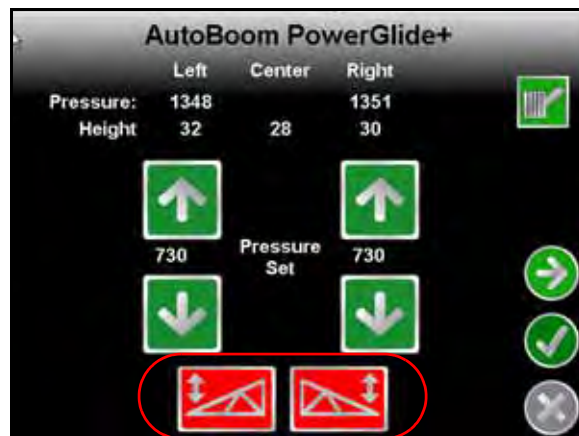 AutoBoom PowerGlide+
Left Center Right
Pressure: 1348 1351
Height 32 28 30
730 Pressure Set 730